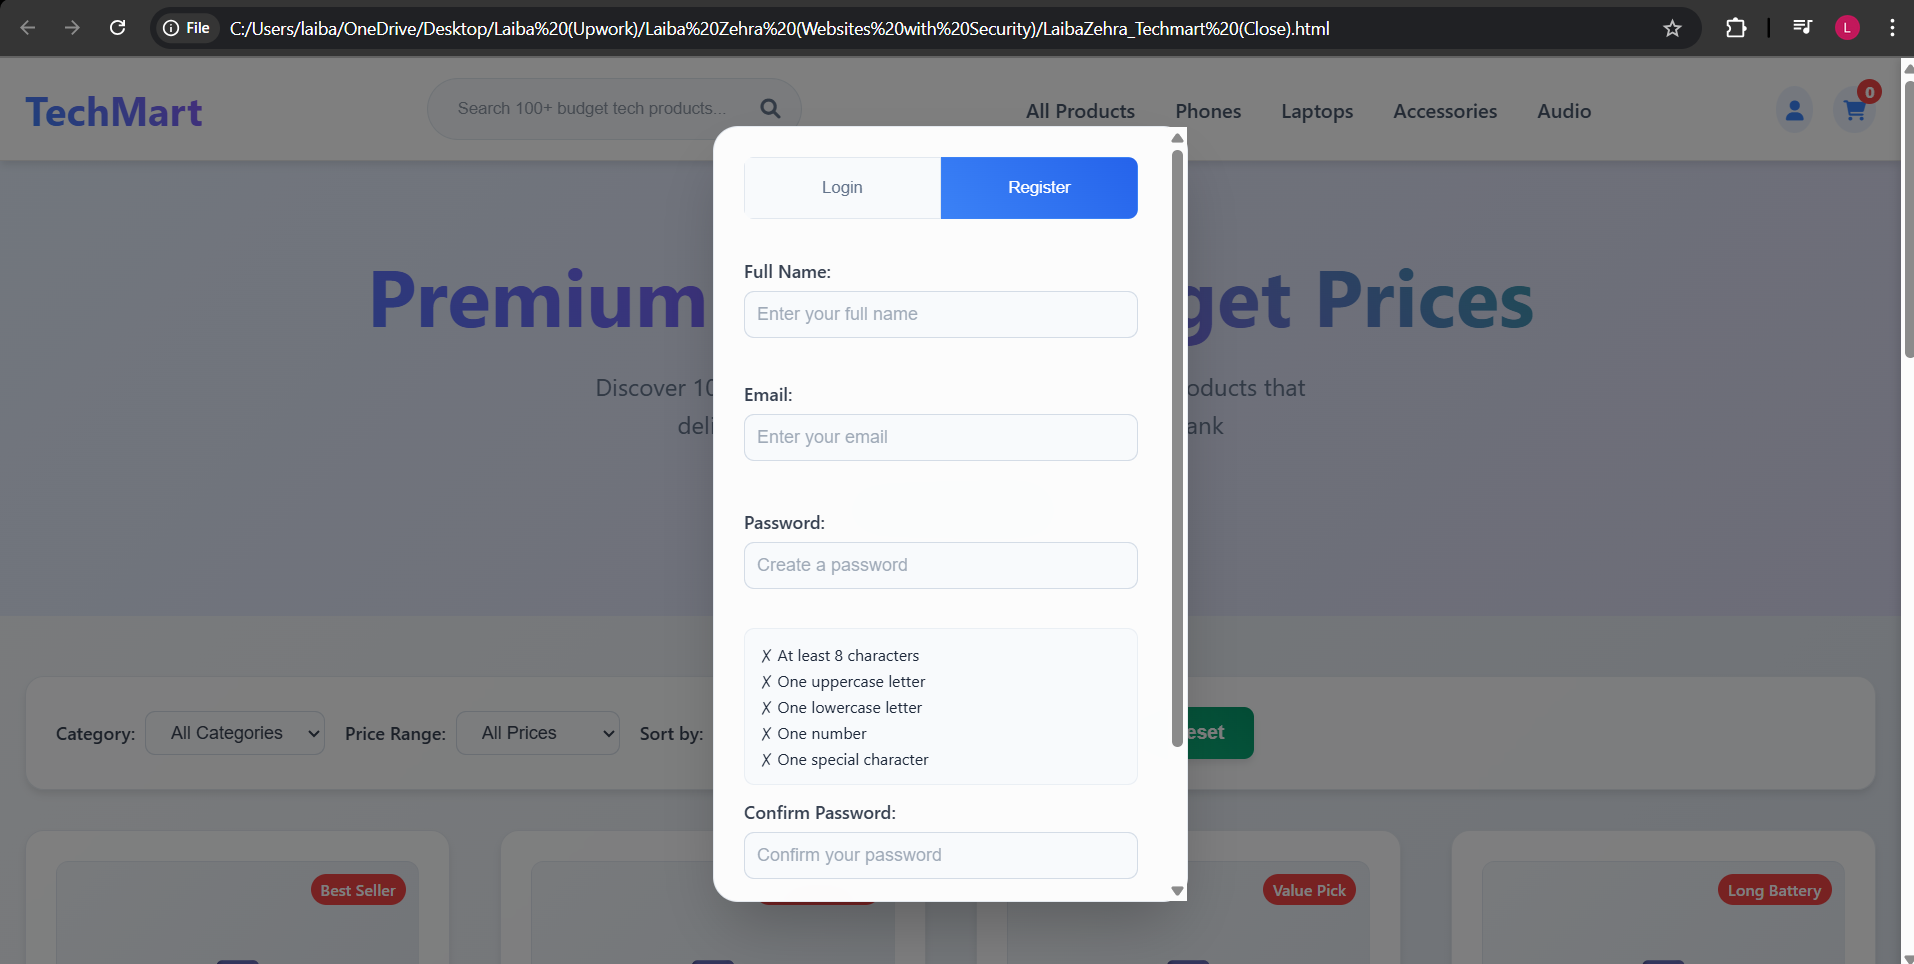 File
C:/Users/laiba/OneDrive/Desktop/Laiba%20(Upwork)/Laiba%20Zehra%20(Websites%20with%20Security)/LaibaZehra_Techmart%20(Close).html
L
TechMart
Search 100+ budget tech products...
All Products
Phones
Laptops
Accessories
Audio
0
Login
Register
Premium
get Prices
Discover 10
oducts that
deli
ank
Full Name:
Enter your full name
Email:
Enter your email
Password:
Create a password
✗ At least 8 characters
✗ One uppercase letter
✗ One lowercase letter
✗ One number
✗ One special character
Confirm Password:
Confirm your password
Category:
All Categories
Price Range:
All Prices
Sort by:
eset
Best Seller
Value Pick
Long Battery